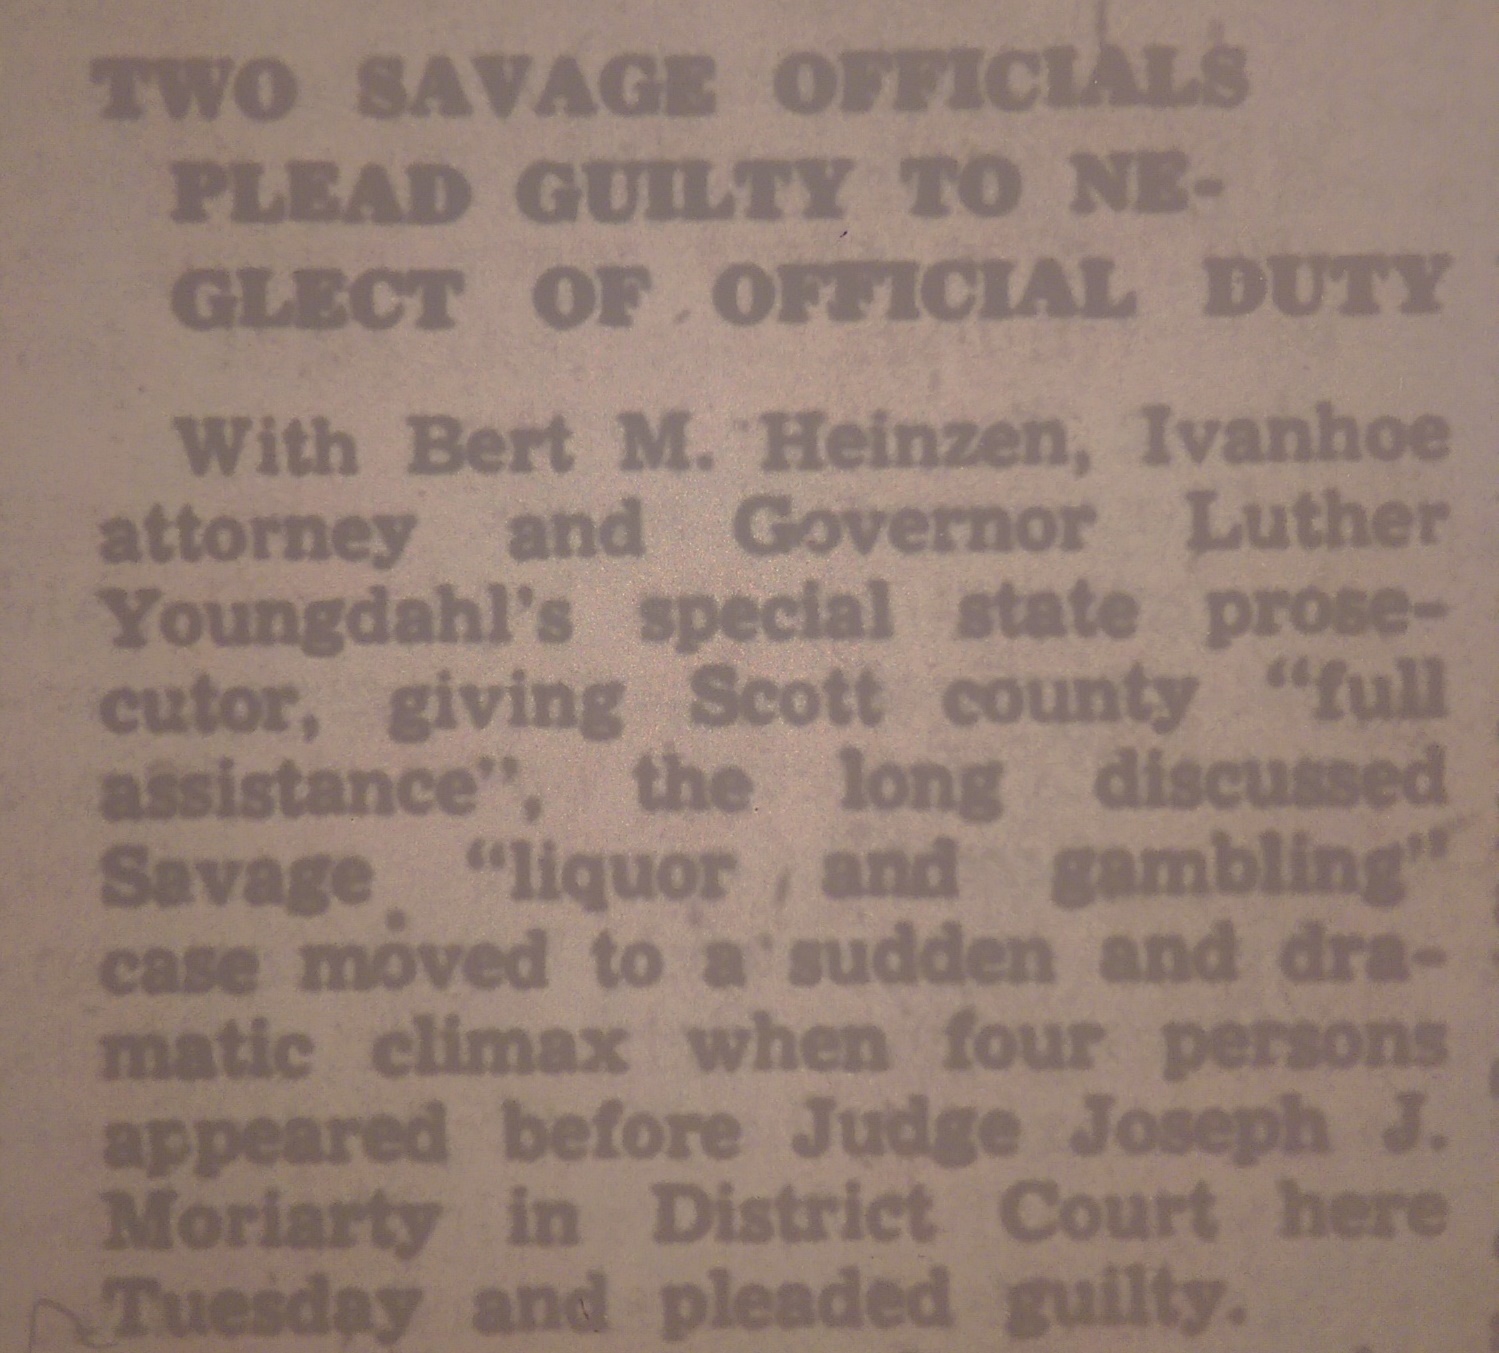 TWO SAVAGE OFFICIALS
PLEAD GUILTY TO NE-
GLECT OF OFFICIAL DUTY
With Bert M. Heinzen, Ivanhoe
attorney and Governor Luther
Youngdahl's special state prose-
cutor, giving Scott county "full
assistance", the long discussed
Savage "liquor and gambling"
case moved to a sudden and dra-
matic climax when four persons
appeared before Judge Joseph J.
Moriarty in District Court here
Tuesday and pleaded guilty.